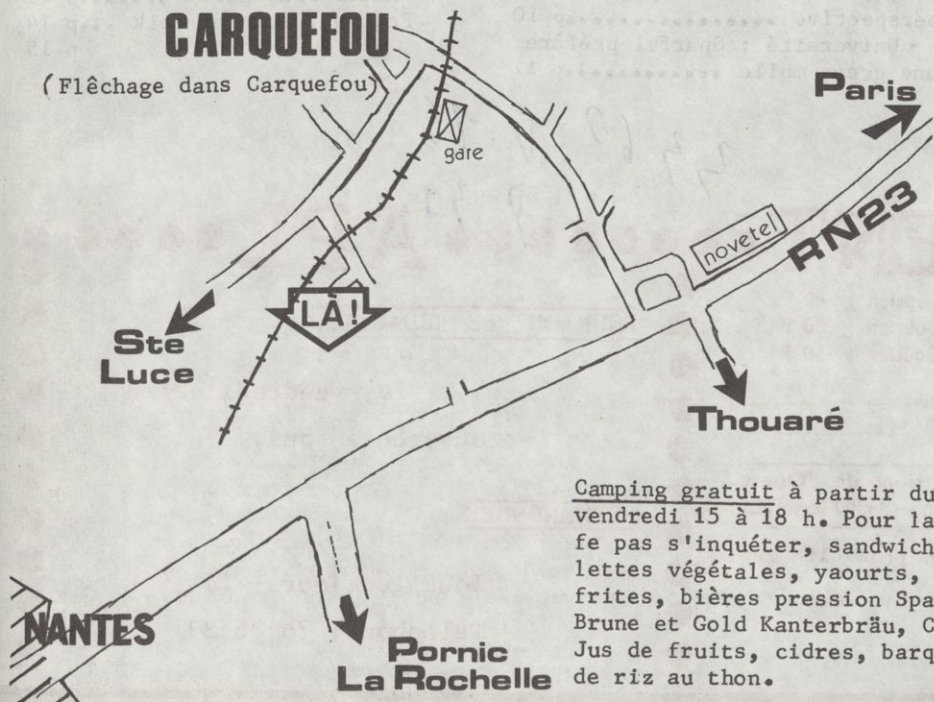 CARQUEFOU
(Flêchage dans Carquefou)
gare
Paris
novetel
RN23
LÀ!
Ste
Luce
Thouaré
Camping gratuit à partir du
vendredi 15 à 18 h. Pour la
fe pas s'inquéter, sandwich
lettes végétales, yaourts,
frites, bières pression Spa
Brune et Gold Kanterbräu, C
Jus de fruits, cidres, barq
de riz au thon.
NANTES
Pornic
La Rochelle